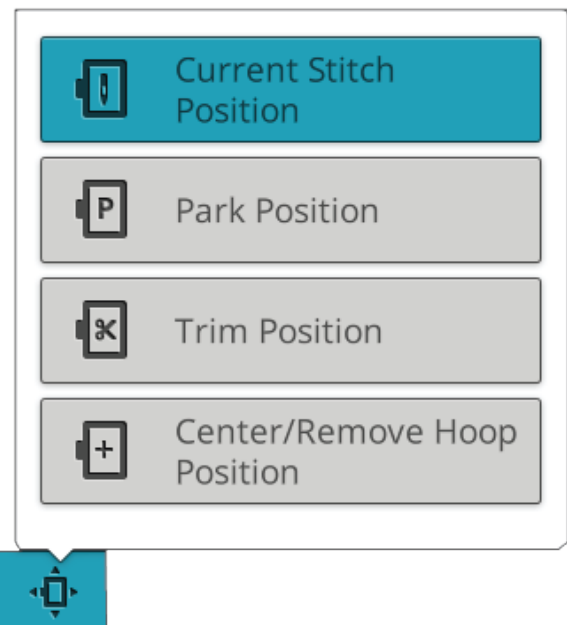 Current Stitch
Position
P
Park Position
Trim Position
Center/Remove Hoop
Position